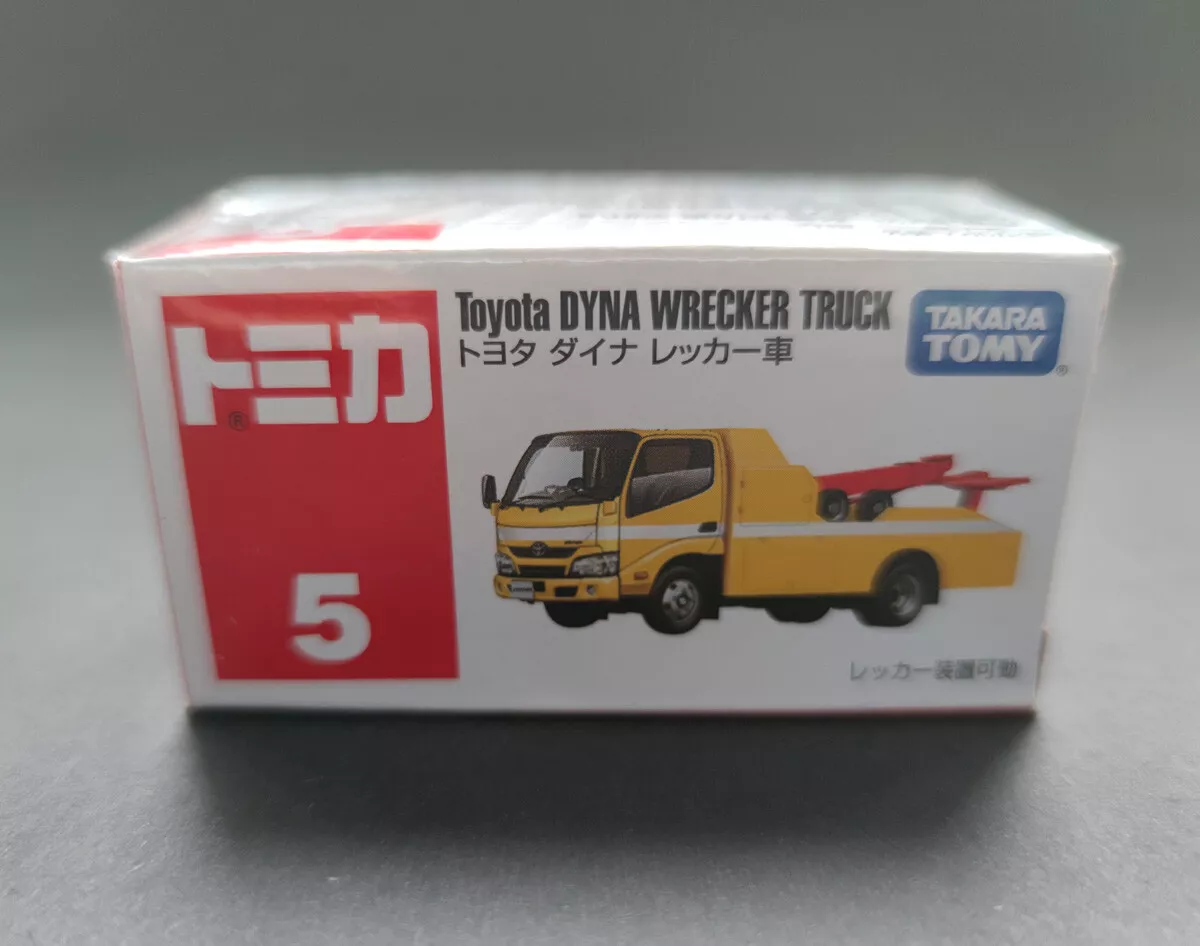 トミカ
®
5
Toyota DYNA WRECKER TRUCK
トヨタ ダイナ レッカー車
TAKARA
TOMY
®
レッカー装置可動